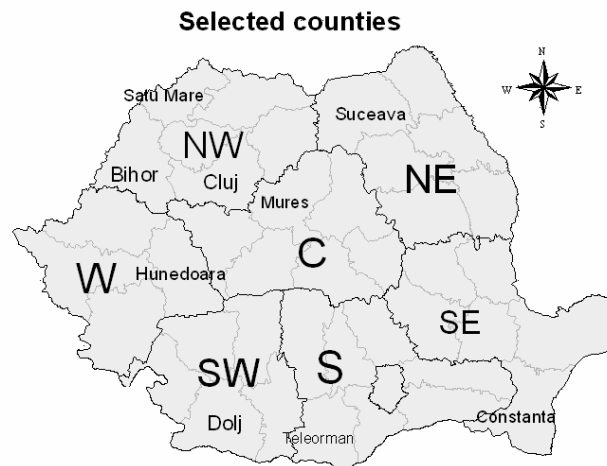 Selected counties
N
W E
S
Satu Mare
Suceava
NW
Bihor
Cluj
NE
Mures
C
W
Hunedoara
SE
SW
S
Dolj
Teleorman
Constanta